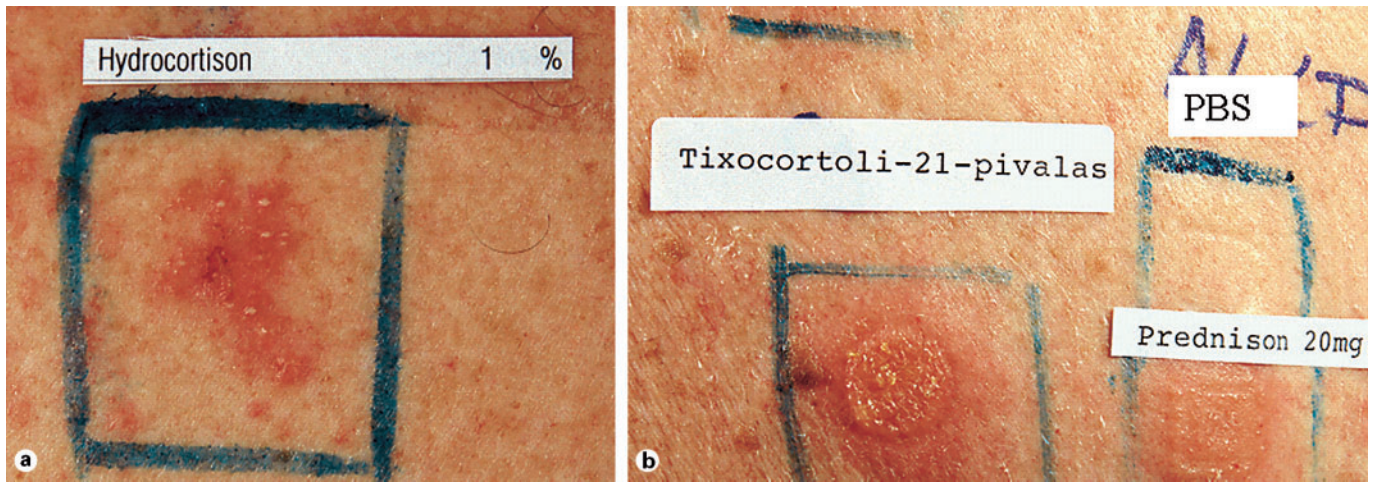 Hydrocortison 1 %
a
Tixocortoli-21-pivalas
PBS
Prednison 20mg
b